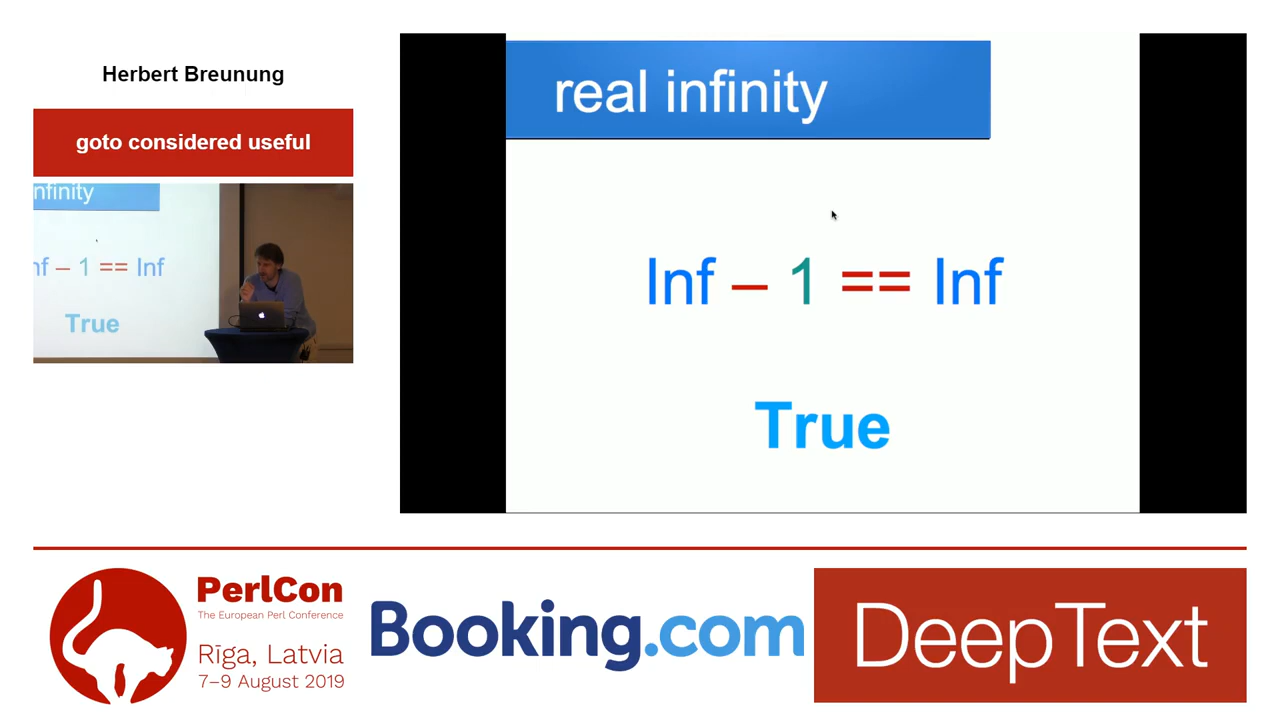 Herbert Breunung
goto considered useful
nfinity
nf – 1 == Inf
True
real infinity
Inf – 1 == Inf
True
PerlCon
The European Perl Conference
Rīga, Latvia
7–9 August 2019
Booking.com
DeepText